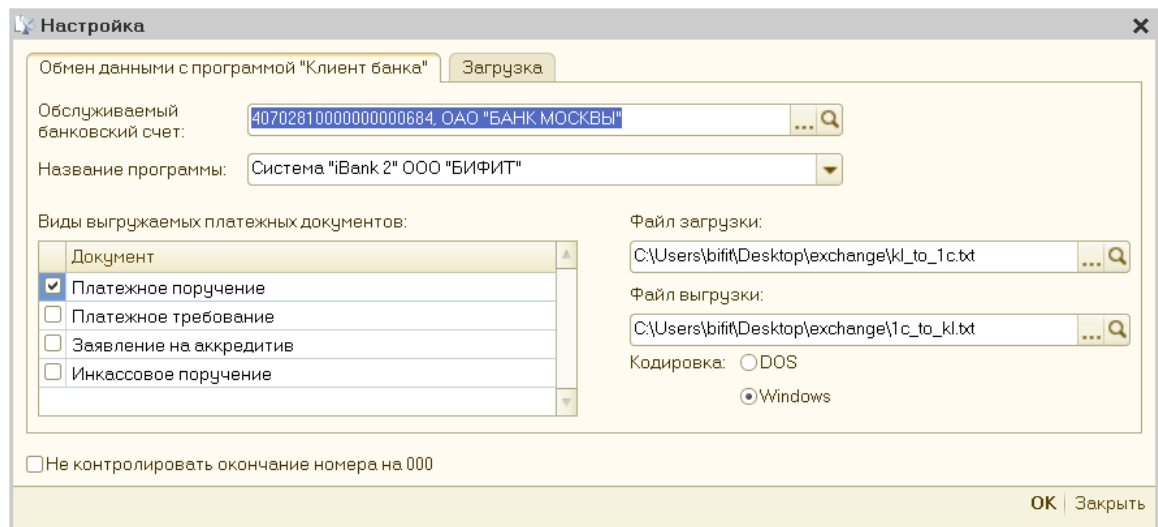 Настройка
Обмен данными с программой "Клиент банка"
Загрузка
Обслуживаемый
банковский счет:
40702810000000000684, ОАО "БАНК МОСКВЫ"
...
Название программы:
Система "iBank 2" ООО "БИФИТ"
Виды выгружаемых платежных документов:
Документ
Платежное поручение
Платежное требование
Заявление на аккредитив
Инкассовое поручение
Файл загрузки:
C:\Users\bifit\Desktop\exchange\kl_to_1c.txt
...
Файл выгрузки:
C:\Users\bifit\Desktop\exchange\1c_to_kl.txt
...
Кодировка:
DOS
Windows
Не контролировать окончание номера на 000
OK
Закрыть